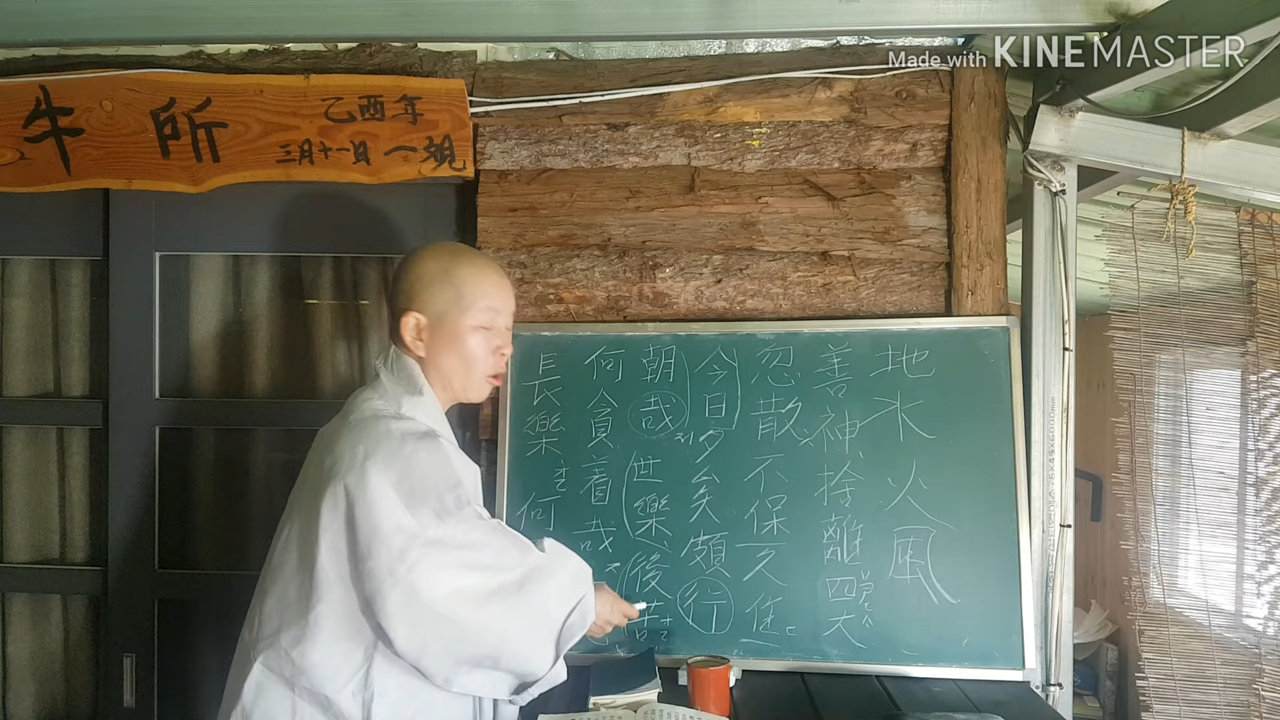 Made with KINEMASTER
牛 所
乙酉年
三月十一日 一觀
地水火風
善神捨離四大
忽散不保久住
今日夕矣頗行
朝哉世樂後苦
何貪着哉
長樂 何